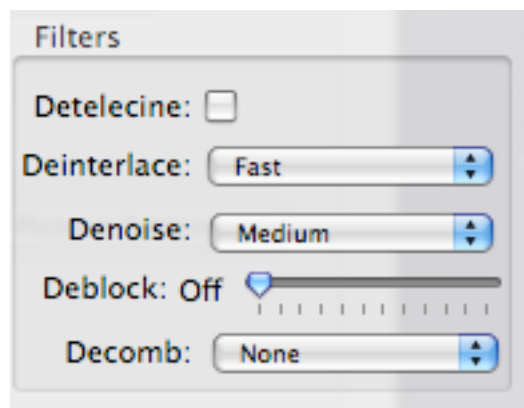 Filters
Detelecine:
Deinterlace: Fast
Denoise: Medium
Deblock: Off
Decomb: None